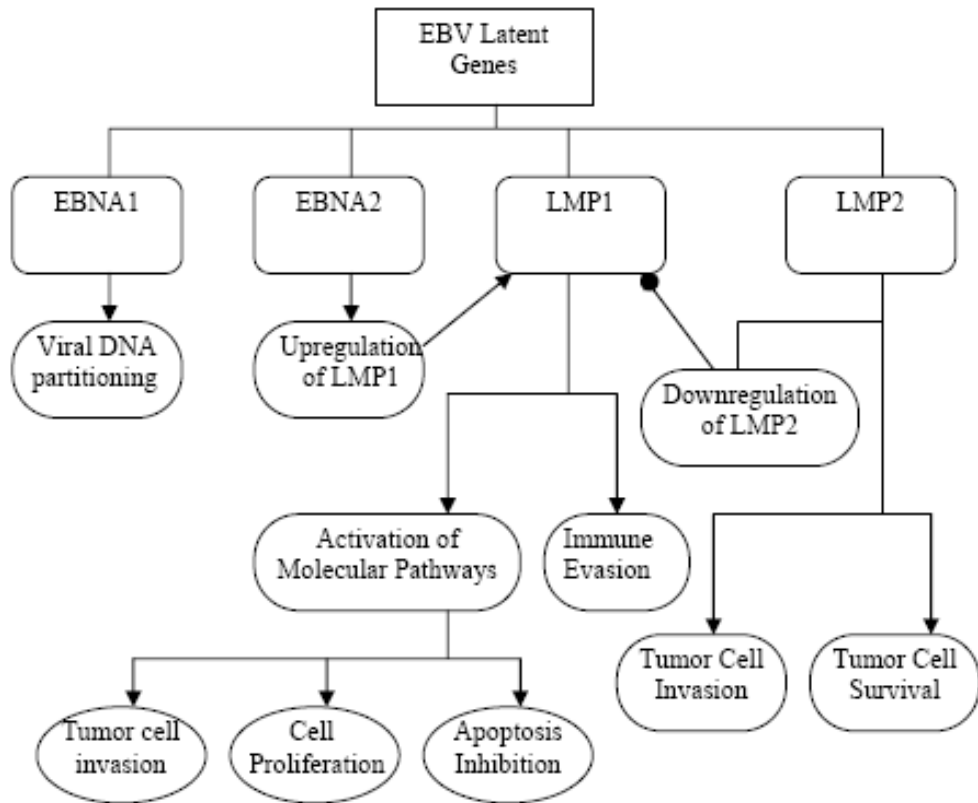 EBV Latent
Genes
EBNA1
EBNA2
LMP1
LMP2
Viral DNA
partitioning
Upregulation
of LMP1
Downregulation
of LMP2
Activation of
Molecular Pathways
Immune
Evasion
Tumor Cell
Invasion
Tumor Cell
Survival
Tumor cell
invasion
Cell
Proliferation
Apoptosis
Inhibition